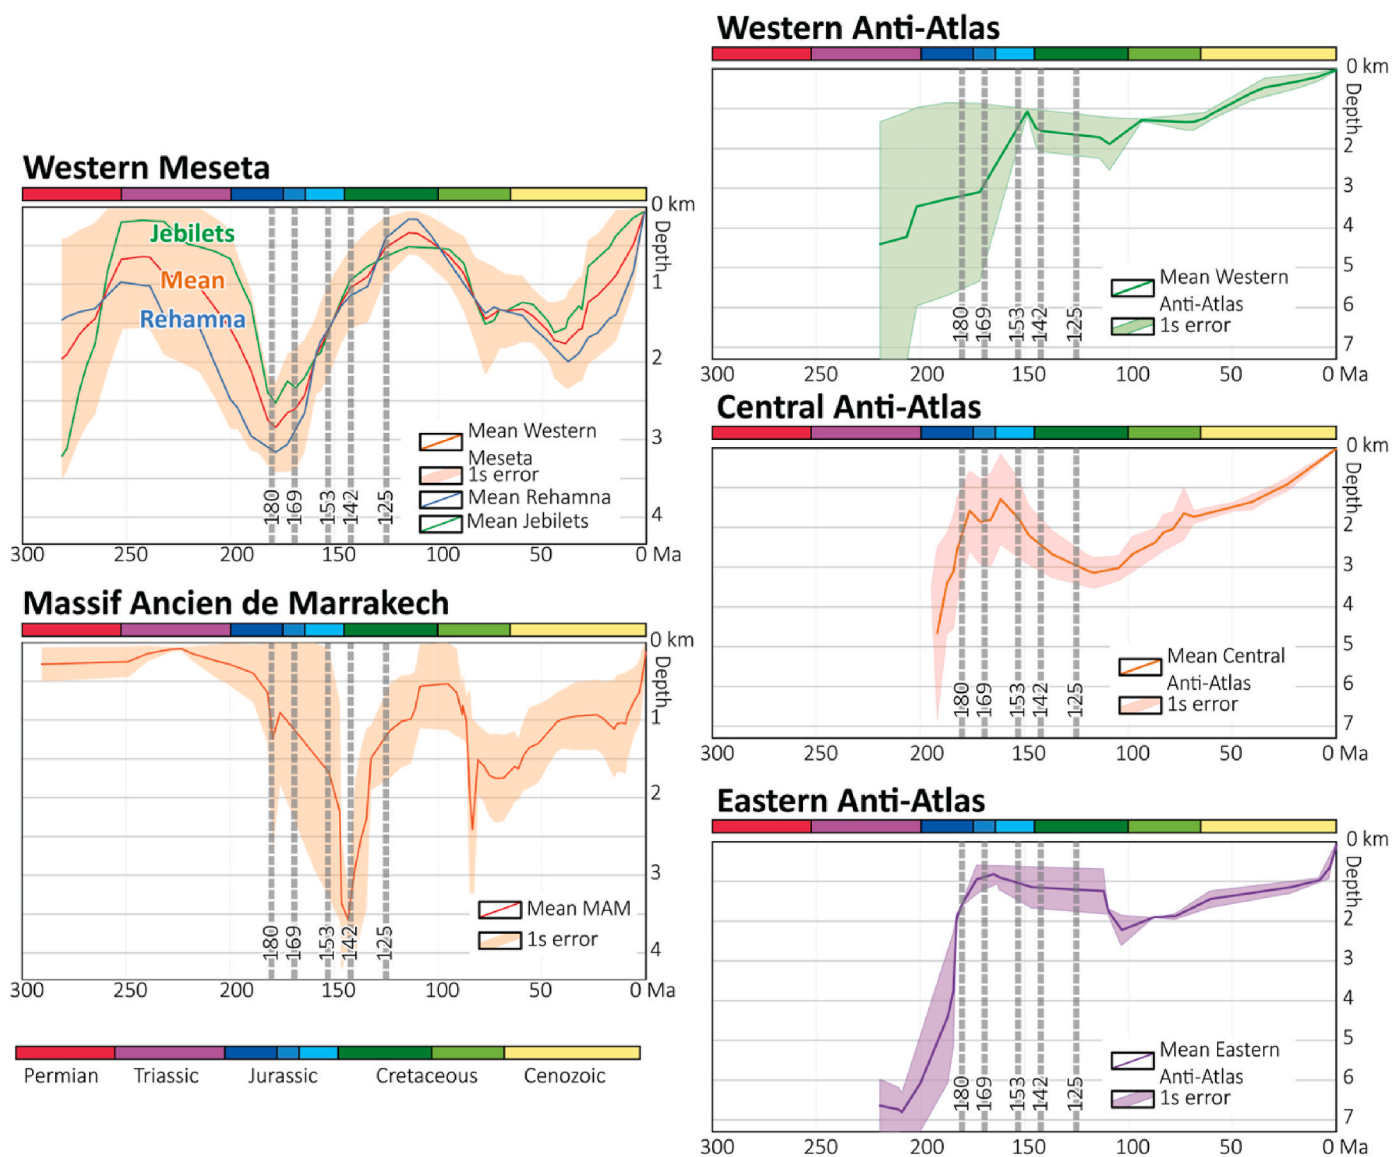 Western Meseta
0 km
Depth
1
2
3
4
Jebilets
Mean
Rehamna
180
169
153
142
125
Mean Western
Meseta
1s error
Mean Rehamna
Mean Jebilets
300
250
200
150
100
50
0 Ma
Massif Ancien de Marrakech
0 km
Depth
1
2
3
4
180
169
153
142
125
Mean MAM
1s error
300
250
200
150
100
50
0 Ma
Permian
Triassic
Jurassic
Cretaceous
Cenozoic
Western Anti-Atlas
0 km
Depth
2
3
4
5
6
7
180
169
153
142
125
Mean Western
Anti-Atlas
1s error
300
250
200
150
100
50
0 Ma
Central Anti-Atlas
0 km
Depth
2
3
4
5
6
7
180
169
153
142
125
Mean Central
Anti-Atlas
1s error
300
250
200
150
100
50
0 Ma
Eastern Anti-Atlas
0 km
Depth
2
3
4
5
6
7
180
169
153
142
125
Mean Eastern
Anti-Atlas
1s error
300
250
200
150
100
50
0 Ma